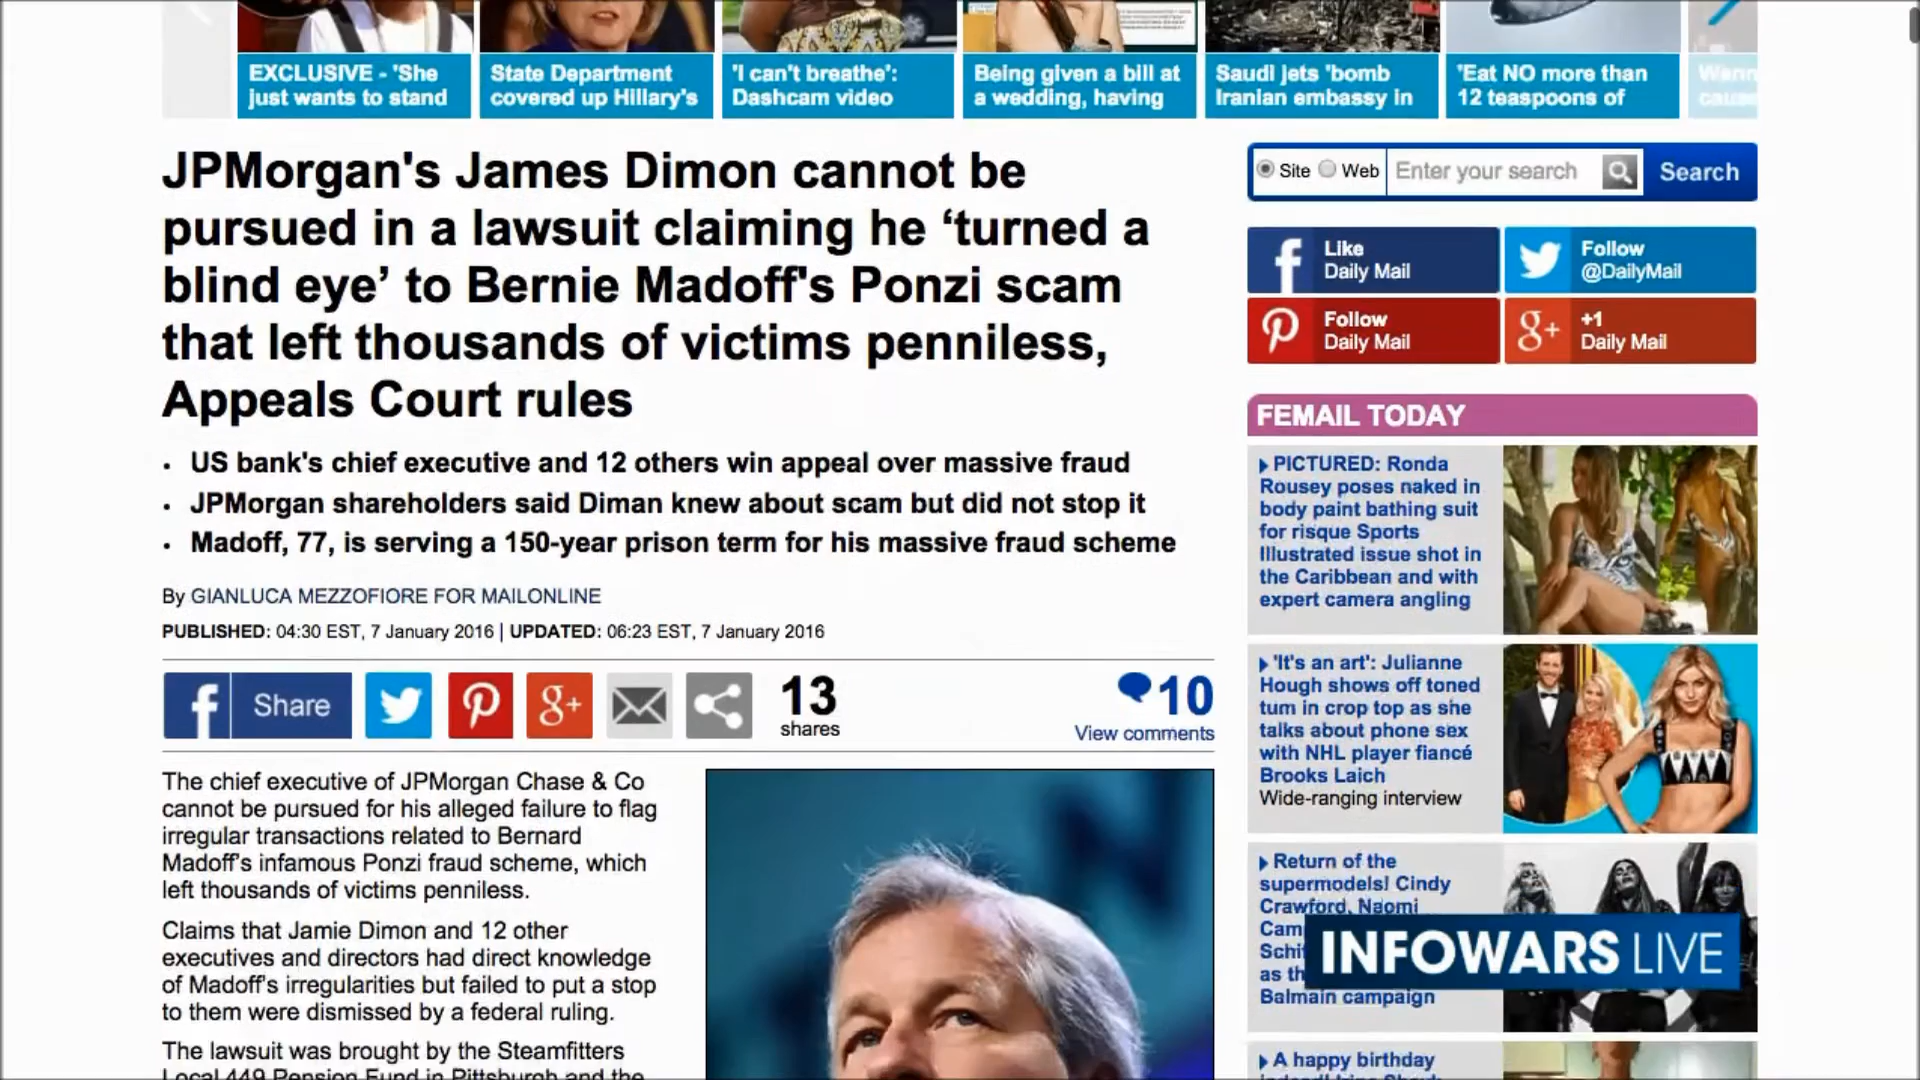 EXCLUSIVE - 'She
just wants to stand
State Department
covered up Hillary's
'I can't breathe':
Dashcam video
Being given a bill at
a wedding, having
Saudi jets 'bomb
Iranian embassy in
'Eat NO more than
12 teaspoons of
JPMorgan's James Dimon cannot be
pursued in a lawsuit claiming he ‘turned a
blind eye’ to Bernie Madoff's Ponzi scam
that left thousands of victims penniless,
Appeals Court rules
• US bank's chief executive and 12 others win appeal over massive fraud
• JPMorgan shareholders said Diman knew about scam but did not stop it
• Madoff, 77, is serving a 150-year prison term for his massive fraud scheme
By GIANLUCA MEZZOFIORE FOR MAILONLINE
PUBLISHED: 04:30 EST, 7 January 2016 | UPDATED: 06:23 EST, 7 January 2016
f Share
g+
13
shares
10
View comments
The chief executive of JPMorgan Chase & Co
cannot be pursued for his alleged failure to flag
irregular transactions related to Bernard
Madoff's infamous Ponzi fraud scheme, which
left thousands of victims penniless.
Claims that Jamie Dimon and 12 other
executives and directors had direct knowledge
of Madoff's irregularities but failed to put a stop
to them were dismissed by a federal ruling.
The lawsuit was brought by the Steamfitters
Local 449 Pension Fund in Pittsburgh and the
Site Web Enter your search Search
Like
Daily Mail
Follow
@DailyMail
Follow
Daily Mail
g+ +1
Daily Mail
FEMAIL TODAY
PICTURED: Ronda
Rousey poses naked in
body paint bathing suit
for risque Sports
Illustrated issue shot in
the Caribbean and with
expert camera angling
'It's an art': Julianne
Hough shows off toned
tum in crop top as she
talks about phone sex
with NHL player fiancé
Brooks Laich
Wide-ranging interview
Return of the
supermodels! Cindy
Crawford, Naomi
Balmain campaign
A happy birthday
INFOWARS LIVE